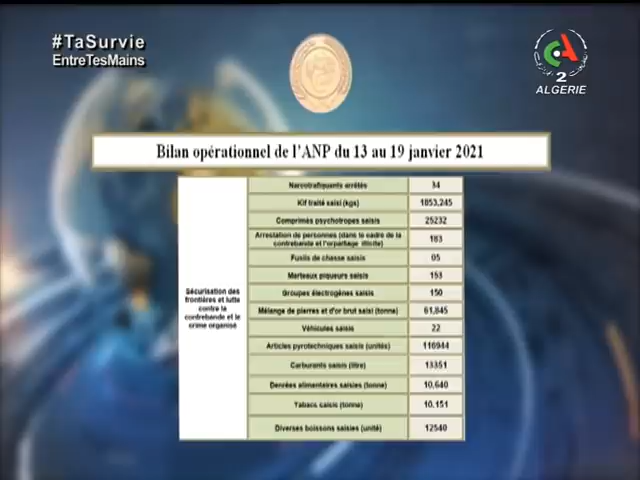 #TaSurvie
EntreTesMains
2
ALGERIE
Bilan opérationnel de l'ANP du 13 au 19 janvier 2021
Sécurisation des
frontières et lutte
contre la
contrebande et le
crime organisé
Narcotrafiquants arrêtés 34
Kif traité saisi (kgs) 1853,245
Comprimés psychotropes saisis 25232
Arrestation de personnes (dans le cadre de la
contrebande et l'orpaillage illicite) 183
Fusils de chasse saisis 05
Marteaux piqueurs saisis 153
Groupes électrogènes saisis 150
Mélange de pierres et d'or brut saisi (tonne) 61,845
Véhicules saisis 22
Articles pyrotechniques saisis (unités) 116944
Carburants saisis (litre) 13351
Denrées alimentaires saisies (tonne) 10,640
Tabacs saisis (tonne) 10,151
Diverses boissons saisies (unité) 12540